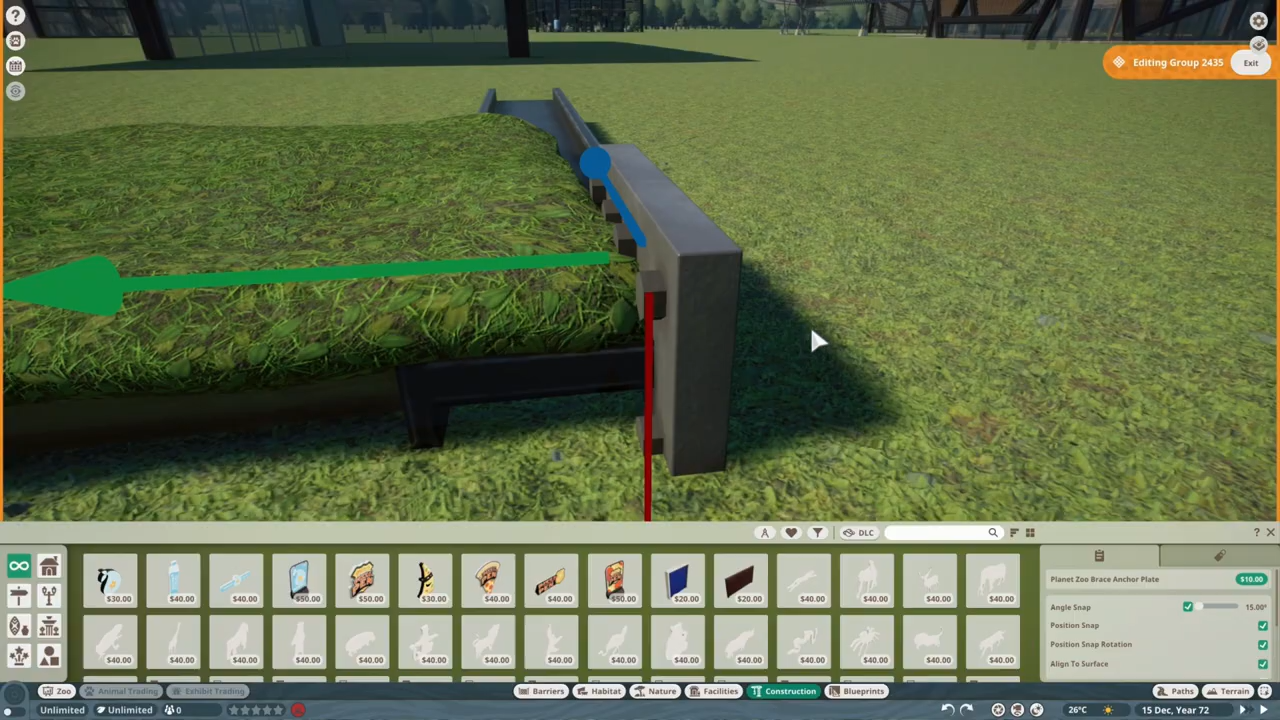 Editing Group 2435
Exit
DLC
$30.00 $40.00 $40.00 $50.00 $50.00 $30.00 $40.00 $40.00 $50.00 $20.00 $20.00 $40.00 $40.00 $40.00 $40.00
$40.00 $40.00 $40.00 $40.00 $40.00 $40.00 $40.00 $40.00 $40.00 $40.00 $40.00 $40.00 $40.00 $40.00 $40.00
Planet Zoo Brace Anchor Plate $10.00
Angle Snap 15.00°
Position Snap
Position Snap Rotation
Align To Surface
Zoo Animal Trading Exhibit Trading Barriers Habitat Nature Facilities Construction Blueprints Paths Terrain
Unlimited Unlimited 0 26°C 15 Dec, Year 72